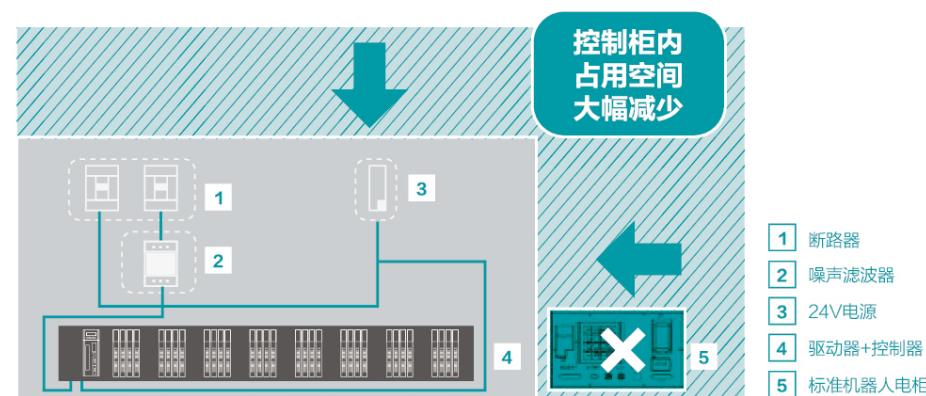 控制柜内
占用空间
大幅减少
1
3
2
4
5
1 断路器
2 噪声滤波器
3 24V电源
4 驱动器+控制器
5 标准机器人电柜